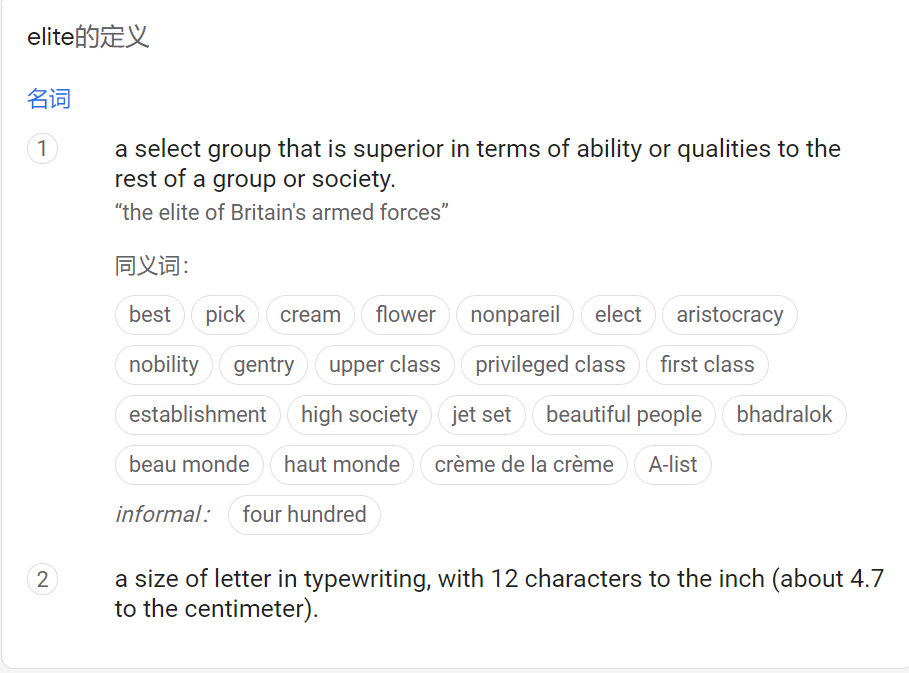 elite的定义
名词
1
a select group that is superior in terms of ability or qualities to the
rest of a group or society.
“the elite of Britain's armed forces”
同义词：
best pick cream flower nonpareil elect aristocracy
nobility gentry upper class privileged class first class
establishment high society jet set beautiful people bhadralok
beau monde haut monde crème de la crème A-list
informal： four hundred
2
a size of letter in typewriting, with 12 characters to the inch (about 4.7
to the centimeter).